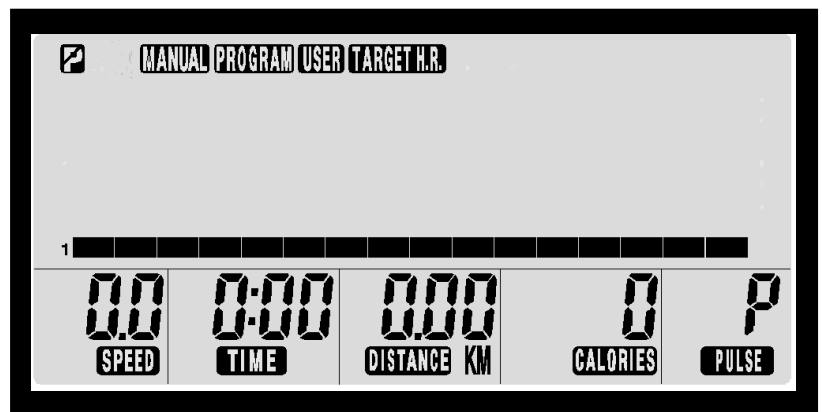 MANUAL PROGRAM USER TARGET H.R.
1
0.0 0:00 0.00 0 P
SPEED TIME DISTANCE KM CALORIES PULSE